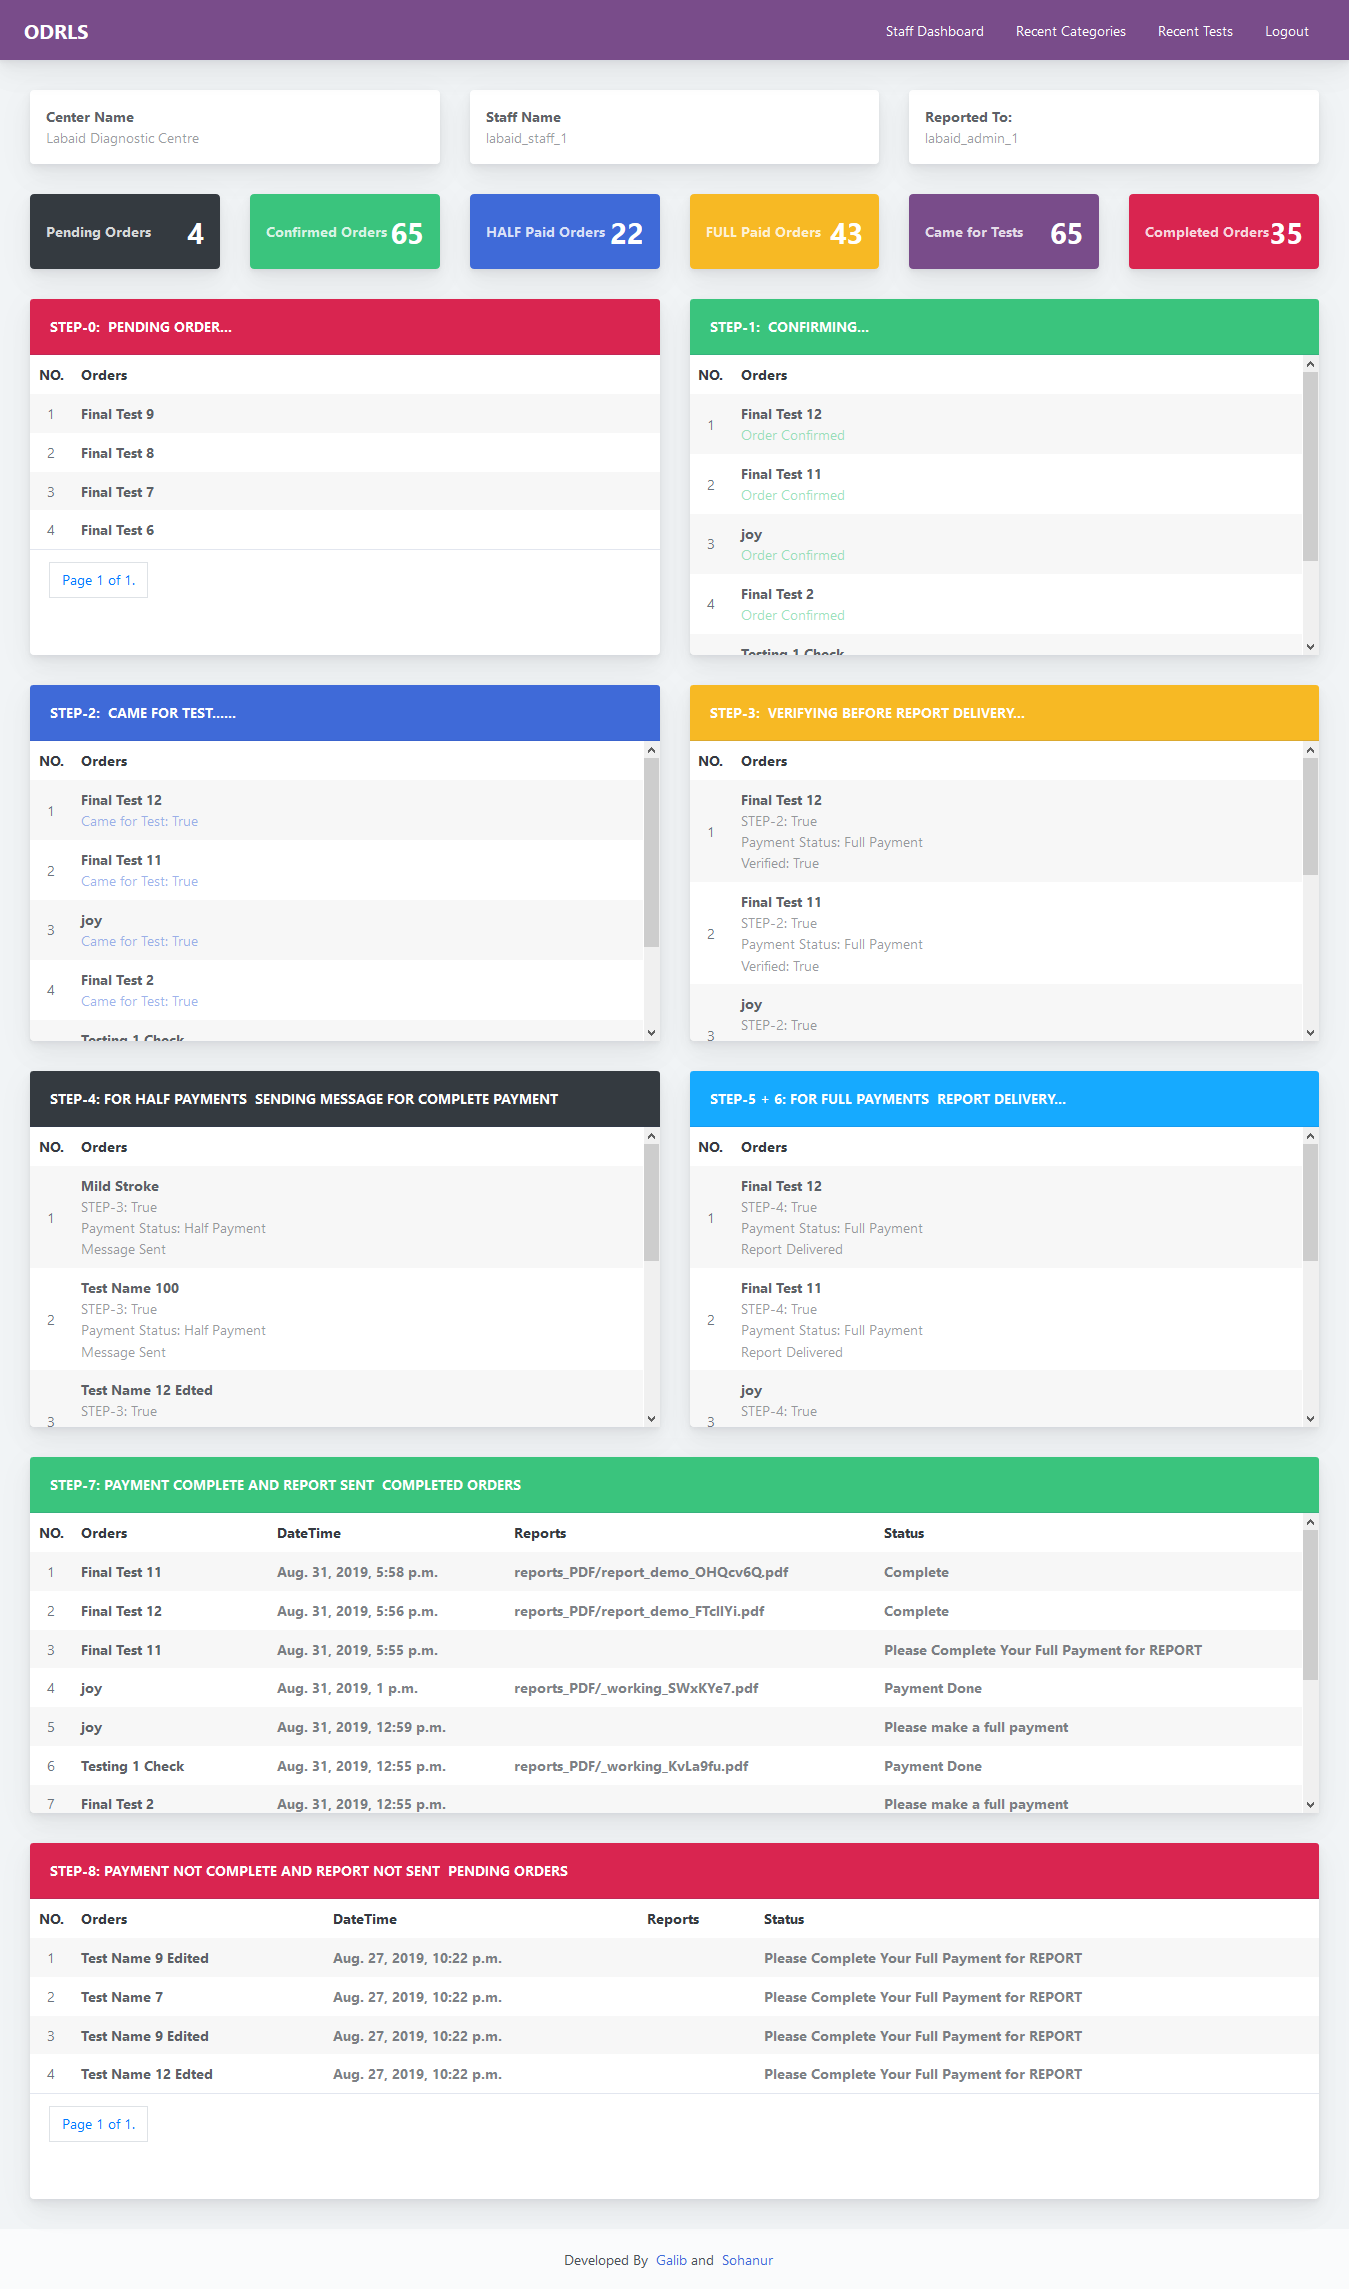 ODRLS
Staff Dashboard Recent Categories Recent Tests Logout
Center Name
Labaid Diagnostic Centre
Staff Name
labaid_staff_1
Reported To:
labaid_admin_1
Pending Orders 4
Confirmed Orders 65
HALF Paid Orders 22
FULL Paid Orders 43
Came for Tests 65
Completed Orders 35
STEP-0: PENDING ORDER...
NO. Orders
1 Final Test 9
2 Final Test 8
3 Final Test 7
4 Final Test 6
Page 1 of 1.
STEP-1: CONFIRMING...
NO. Orders
1 Final Test 12
Order Confirmed
2 Final Test 11
Order Confirmed
3 joy
Order Confirmed
4 Final Test 2
Order Confirmed
Testing 1 Check
STEP-2: CAME FOR TEST......
NO. Orders
1 Final Test 12
Came for Test: True
2 Final Test 11
Came for Test: True
3 joy
Came for Test: True
4 Final Test 2
Came for Test: True
Testing 1 Check
STEP-3: VERIFYING BEFORE REPORT DELIVERY...
NO. Orders
1 Final Test 12
STEP-2: True
Payment Status: Full Payment
Verified: True
2 Final Test 11
STEP-2: True
Payment Status: Full Payment
Verified: True
3 joy
STEP-2: True
STEP-4: FOR HALF PAYMENTS SENDING MESSAGE FOR COMPLETE PAYMENT
NO. Orders
1 Mild Stroke
STEP-3: True
Payment Status: Half Payment
Message Sent
2 Test Name 100
STEP-3: True
Payment Status: Half Payment
Message Sent
3 Test Name 12 Edted
STEP-3: True
STEP-5 + 6: FOR FULL PAYMENTS REPORT DELIVERY...
NO. Orders
1 Final Test 12
STEP-4: True
Payment Status: Full Payment
Report Delivered
2 Final Test 11
STEP-4: True
Payment Status: Full Payment
Report Delivered
3 joy
STEP-4: True
STEP-7: PAYMENT COMPLETE AND REPORT SENT COMPLETED ORDERS
NO. Orders DateTime Reports Status
1 Final Test 11 Aug. 31, 2019, 5:58 p.m. reports_PDF/report_demo_OHQcv6Q.pdf Complete
2 Final Test 12 Aug. 31, 2019, 5:56 p.m. Complete
3 Final Test 11 Aug. 31, 2019, 5:55 p.m. Please Complete Your Full Payment for REPORT
4 joy Aug. 31, 2019, 1 p.m. reports_PDF/_working_SWxKYe7.pdf Payment Done
5 joy Aug. 31, 2019, 12:59 p.m. Please make a full payment
6 Testing 1 Check Aug. 31, 2019, 12:55 p.m. reports_PDF/_working_KvLa9fu.pdf Payment Done
7 Final Test 2 Aug. 31, 2019, 12:55 p.m. Please make a full payment
STEP-8: PAYMENT NOT COMPLETE AND REPORT NOT SENT PENDING ORDERS
NO. Orders DateTime Reports Status
1 Test Name 9 Edited Aug. 27, 2019, 10:22 p.m. Please Complete Your Full Payment for REPORT
2 Test Name 7 Aug. 27, 2019, 10:22 p.m. Please Complete Your Full Payment for REPORT
3 Test Name 9 Edited Aug. 27, 2019, 10:22 p.m. Please Complete Your Full Payment for REPORT
4 Test Name 12 Edted Aug. 27, 2019, 10:22 p.m. Please Complete Your Full Payment for REPORT
Page 1 of 1.
Developed By Galib and Sohanur